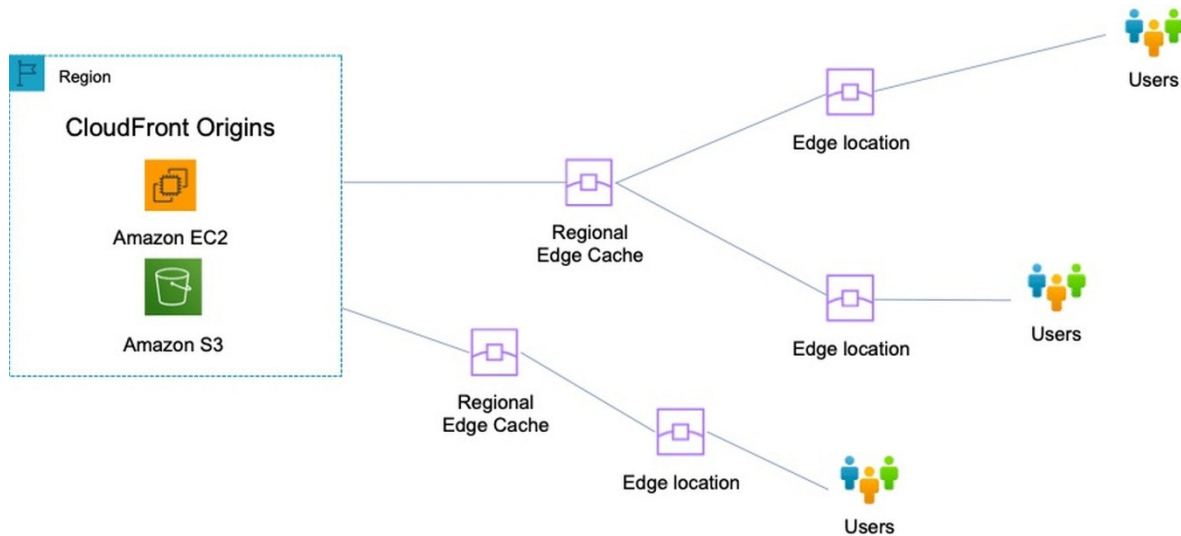 Region
CloudFront Origins
Amazon EC2
Amazon S3
Regional
Edge Cache
Edge location
Users
Edge location
Users
Regional
Edge Cache
Edge location
Users